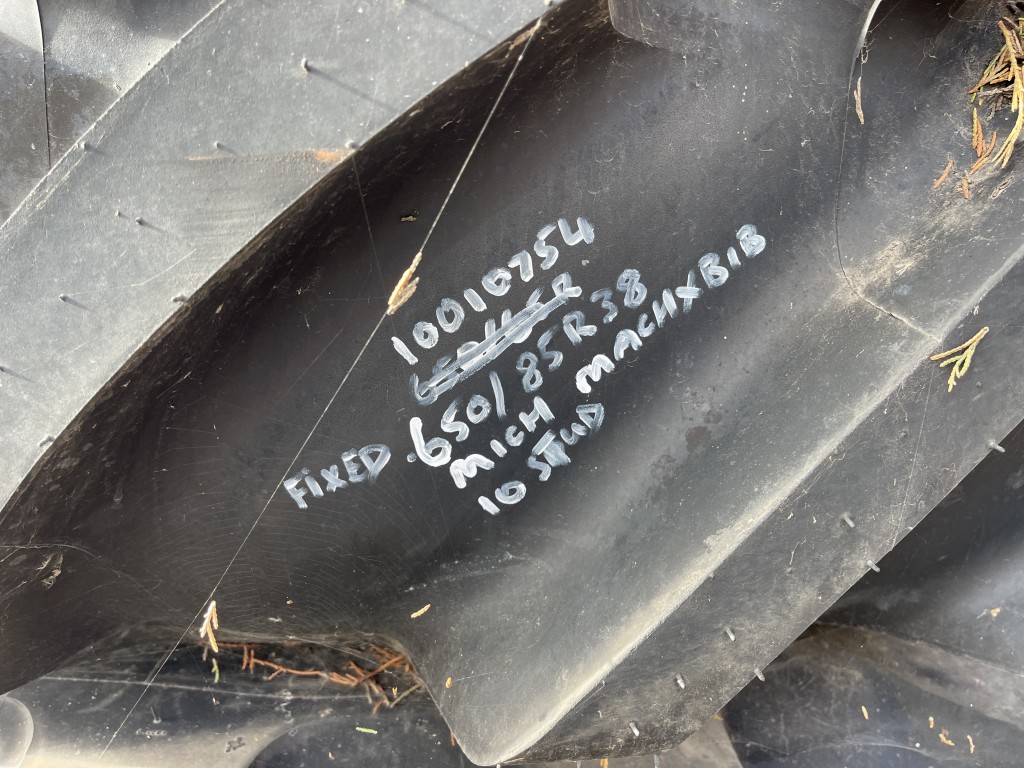 10010754
FIXED 650/85R38
MICH MACHXBIB
10 STUD